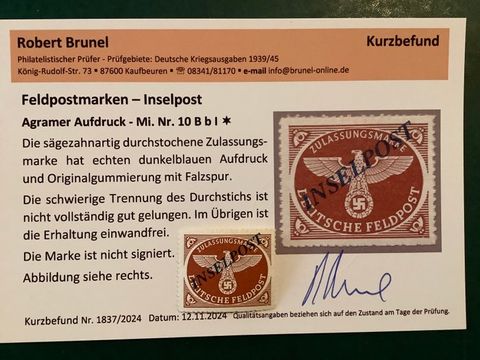 Robert Brunel
Kurzbefund
Philatelistischer Prüfer - Prüfgebiete: Deutsche Kriegsausgaben 1939/45
König-Rudolf-Str. 73 ▪ 87600 Kaufbeuren ▪ ☏ 08341/81170 ▪ e-mail info@brunel-online.de
Feldpostmarken – Inselpost
Agramer Aufdruck - Mi. Nr. 10 B b I ✶
Die sägezahnartig durchstochene Zulassungs-
marke hat echten dunkelblauen Aufdruck
und Originalgummierung mit Falzspur.
Die schwierige Trennung des Durchstichs ist
nicht vollständig gut gelungen. Im Übrigen ist
die Erhaltung einwandfrei.
Die Marke ist nicht signiert.
Abbildung siehe rechts.
ZULASSUNGSMARKE
INSELPOST
DEUTSCHE FELDPOST
ZULASSUNGSMARKE
INSELPOST
DEUTSCHE FELDPOST
Kurzbefund Nr. 1837/2024
Datum: 12.11.2024
Qualitätsangaben beziehen sich auf den Zustand am Tage der Prüfung.